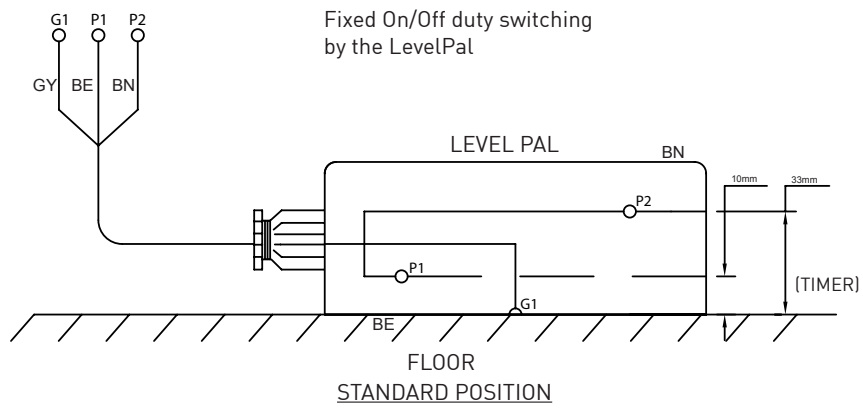 G1 P1 P2
Fixed On/Off duty switching
by the LevelPal
GY BE BN
LEVEL PAL
BN
10mm 33mm
P2
P1
(TIMER)
G1
BE
FLOOR
STANDARD POSITION